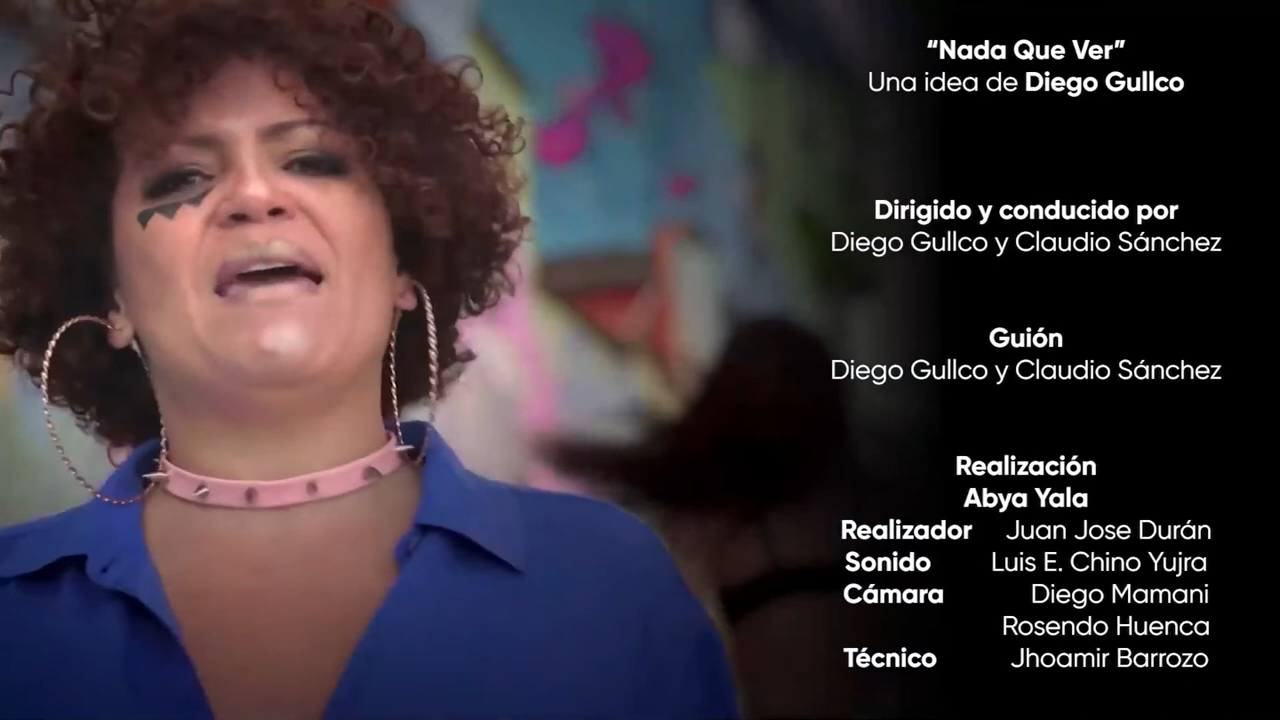 “Nada Que Ver”
Una idea de Diego Gullco
Dirigido y conducido por
Diego Gullco y Claudio Sánchez
Guión
Diego Gullco y Claudio Sánchez
Realización
Abya Yala
Realizador Juan Jose Durán
Sonido Luis E. Chino Yujra
Cámara Diego Mamani
Rosendo Huenca
Técnico Jhoamir Barrozo